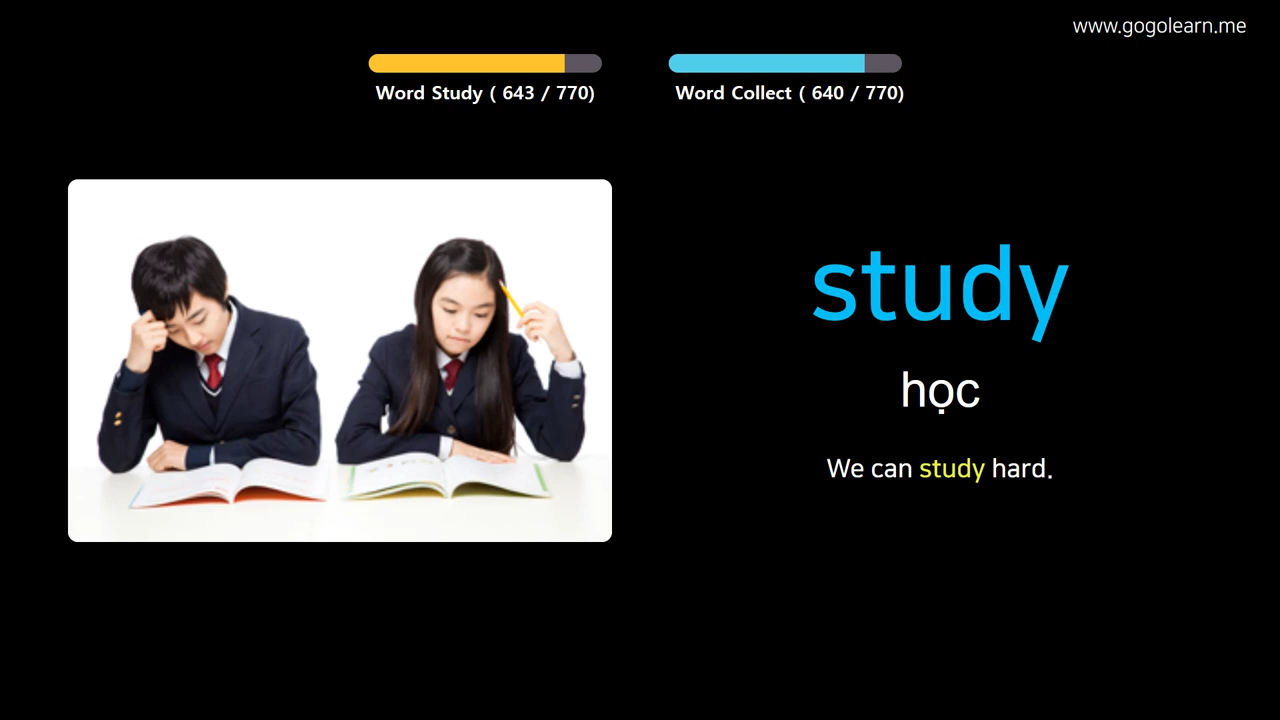 www.gogolearn.me
Word Study ( 643 / 770)
Word Collect ( 640 / 770)
study
học
We can study hard.